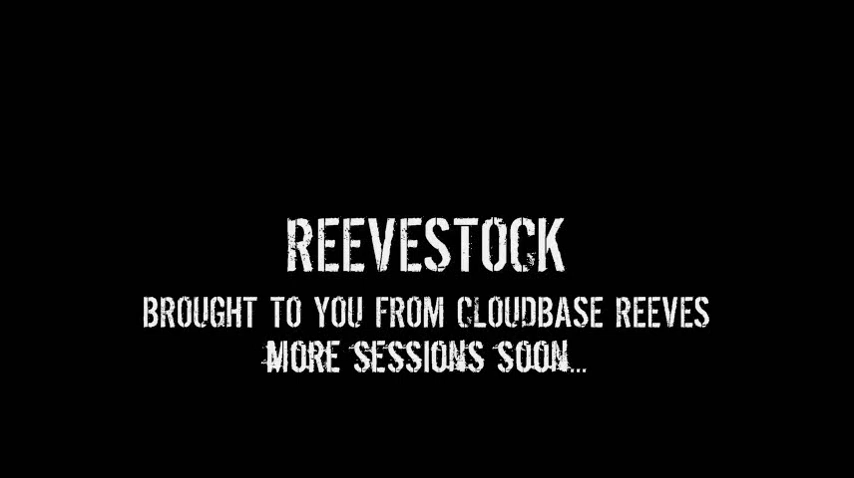 REEVESTOCK
BROUGHT TO YOU FROM CLOUDBASE REEVES
MORE SESSIONS SOON...